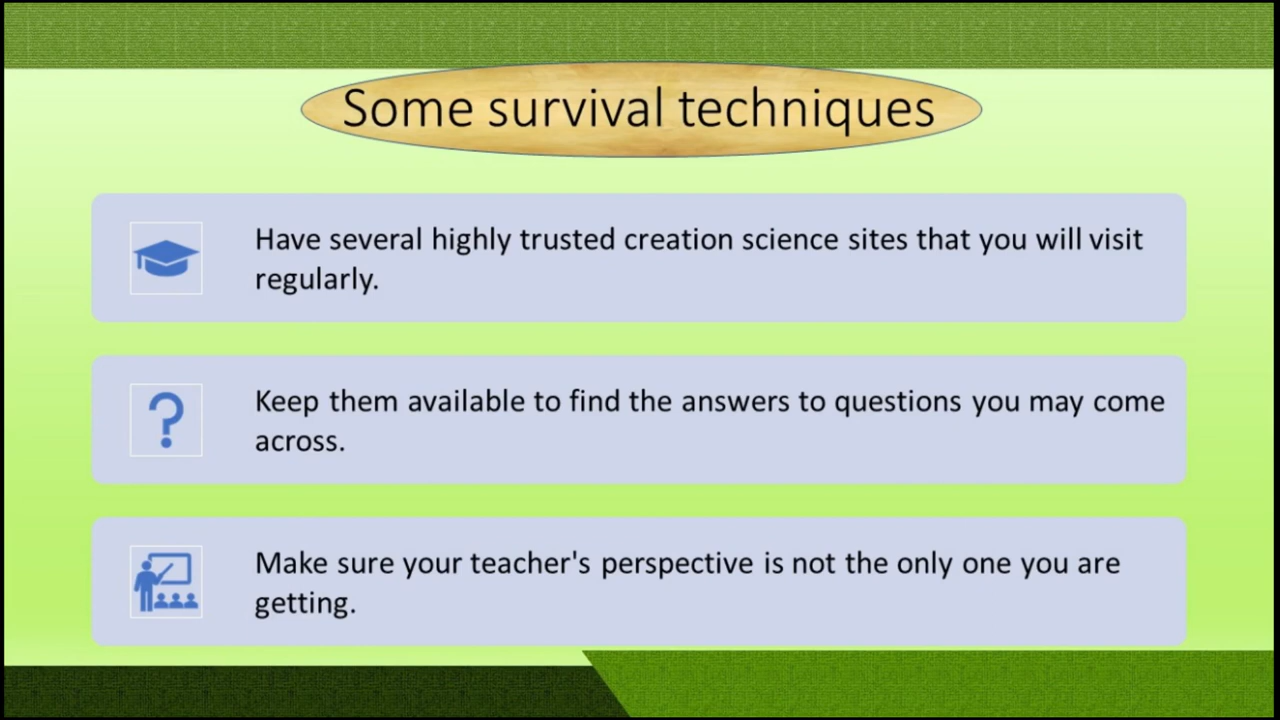 Some survival techniques
Have several highly trusted creation science sites that you will visit
regularly.
Keep them available to find the answers to questions you may come
across.
Make sure your teacher's perspective is not the only one you are
getting.